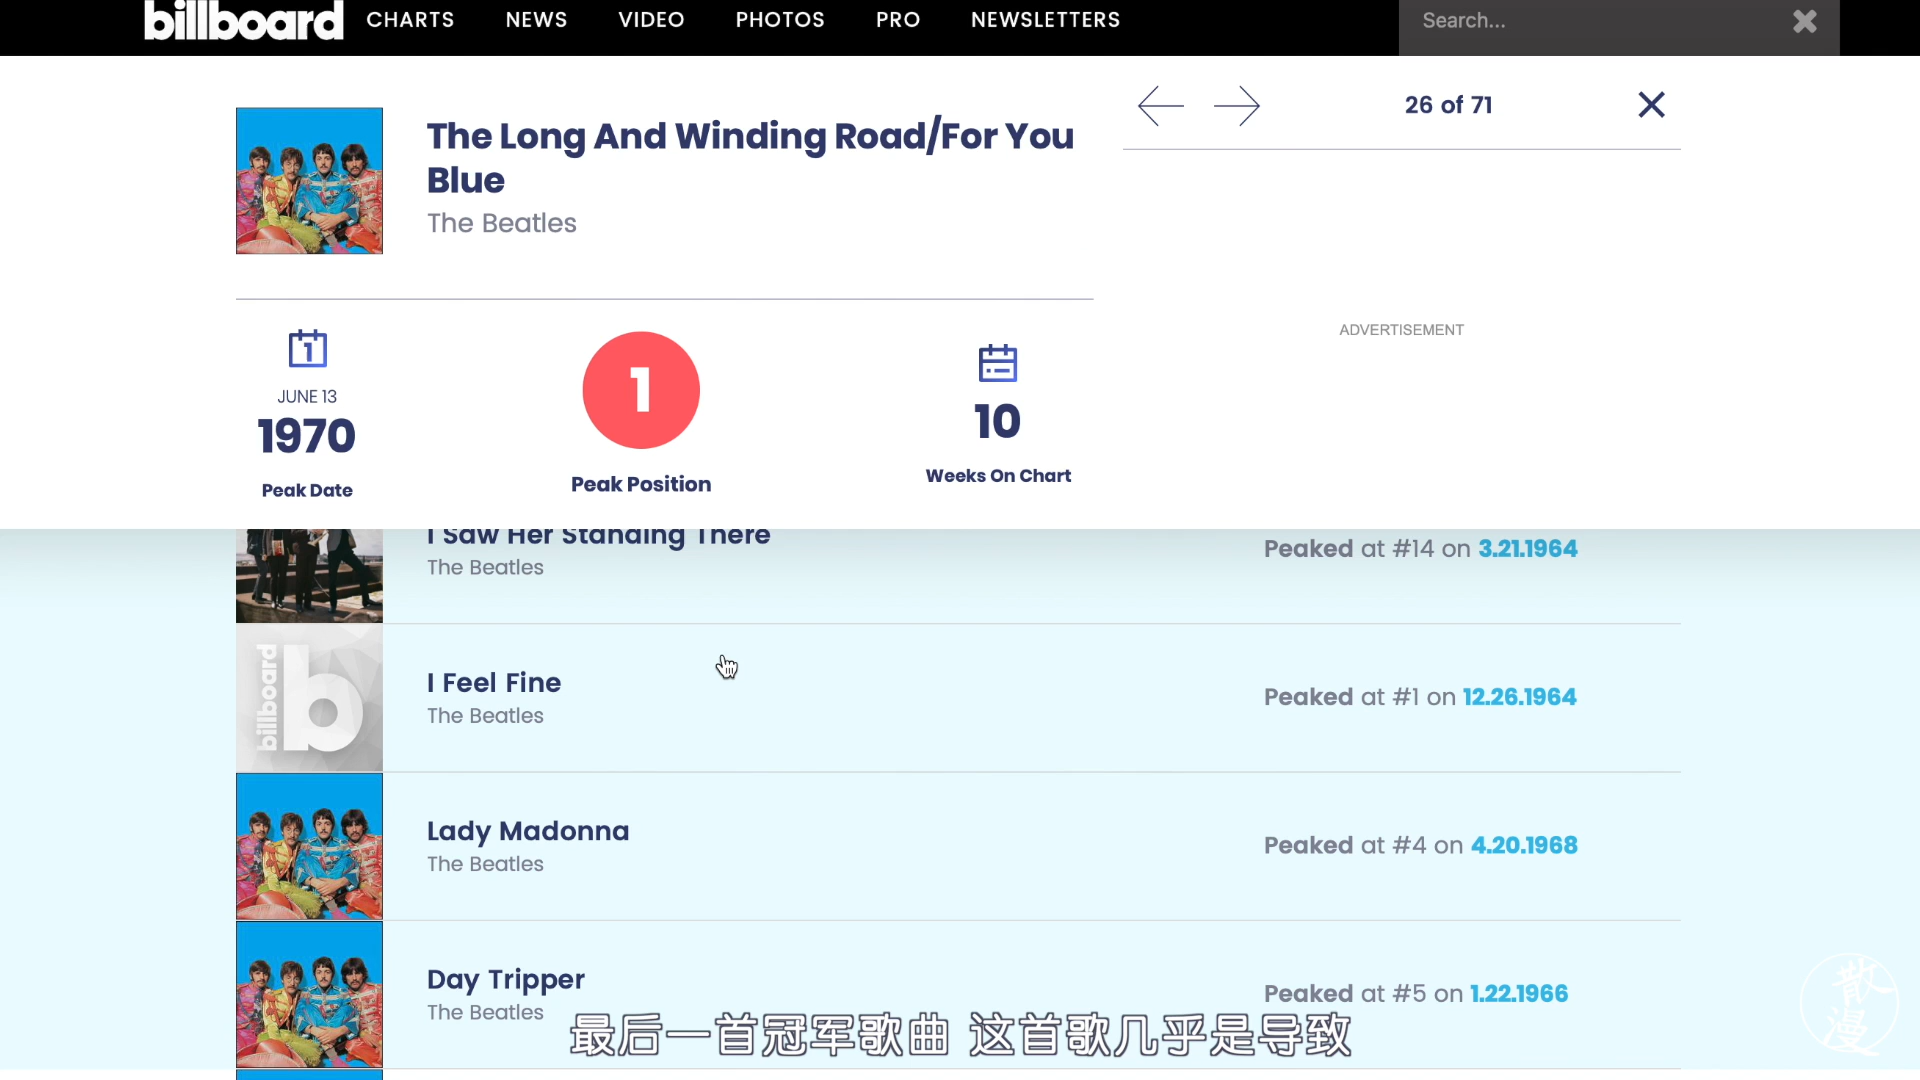 billboard CHARTS NEWS VIDEO PHOTOS PRO NEWSLETTERS Search...
The Long And Winding Road/For You
Blue
The Beatles
26 of 71
ADVERTISEMENT
1
JUNE 13
1970
Peak Date
1
Peak Position
10
Weeks On Chart
I Saw Her Standing There
The Beatles
Peaked at #14 on 3.21.1964
billboard b
I Feel Fine
The Beatles
Peaked at #1 on 12.26.1964
Lady Madonna
The Beatles
Peaked at #4 on 4.20.1968
Day Tripper
The Beatles
Peaked at #5 on 1.22.1966
最后一首冠军歌曲 这首歌几乎是导致
散漫